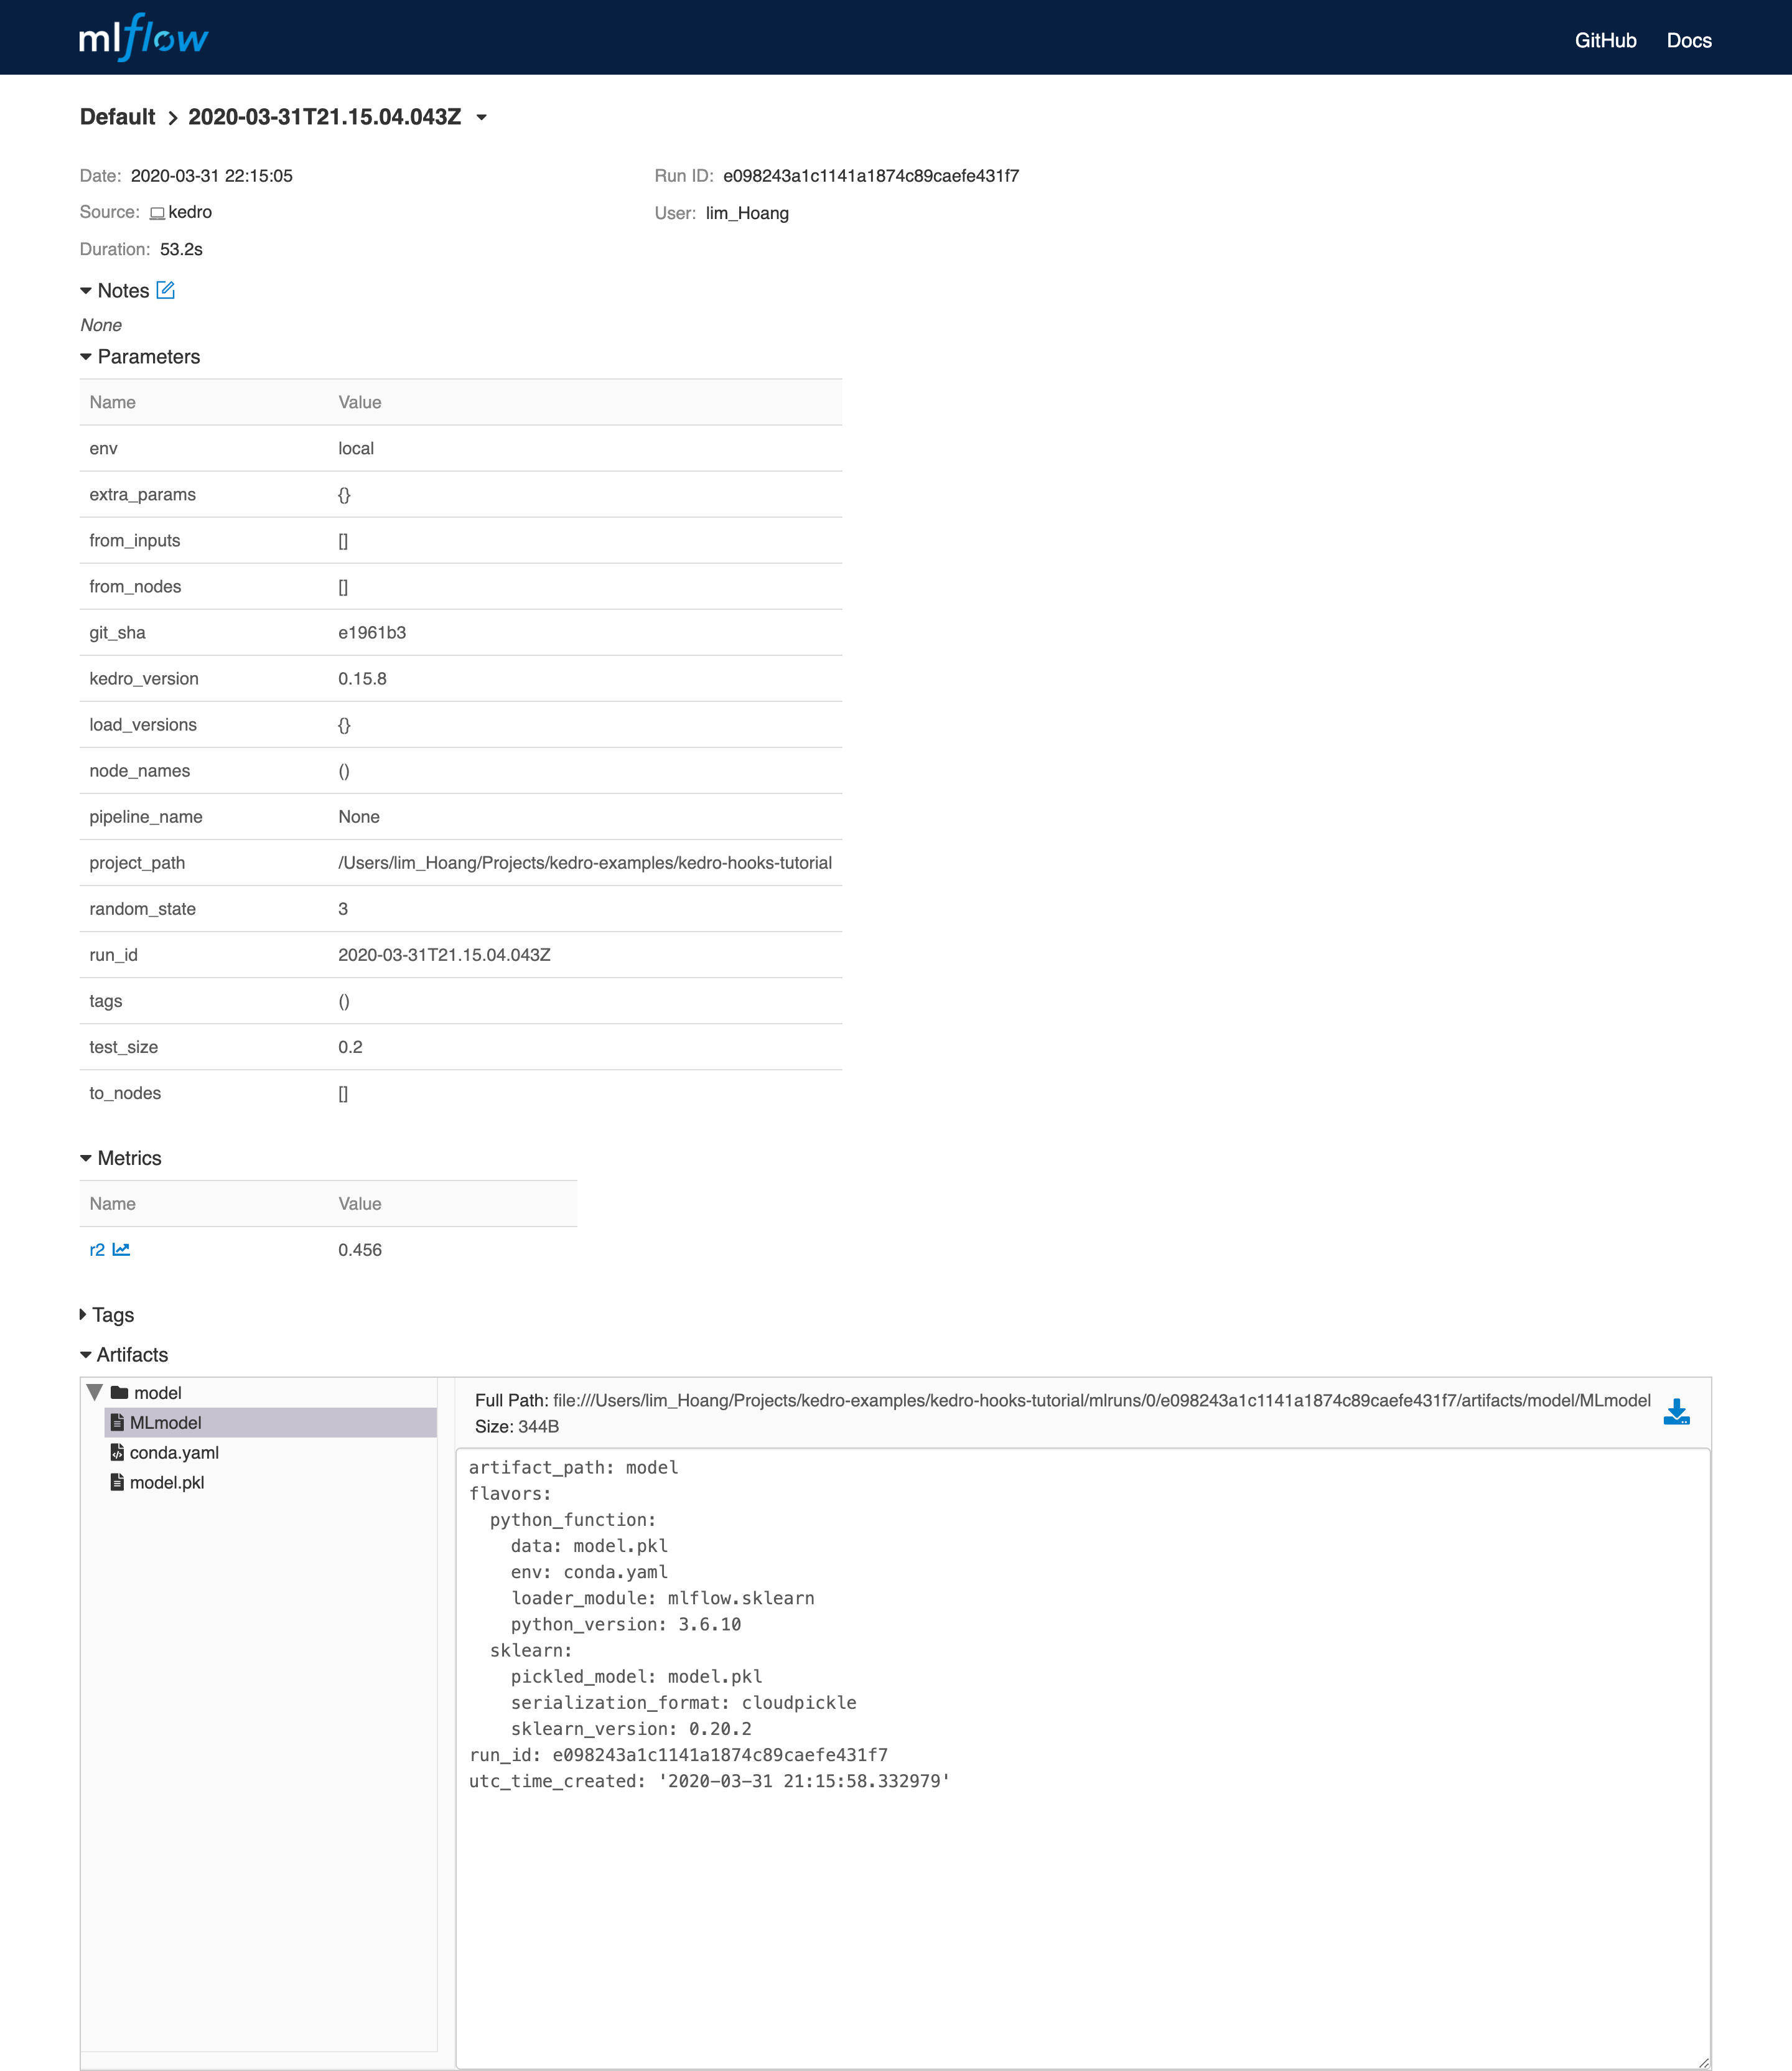 mlflow GitHub Docs
Default > 2020-03-31T21.15.04.043Z
Date: 2020-03-31 22:15:05 Run ID: e098243a1c1141a1874c89caefe431f7
Source: kedro User: lim_Hoang
Duration: 53.2s
Notes
None
Parameters
Name Value
env local
extra_params {}
from_inputs []
from_nodes []
git_sha e1961b3
kedro_version 0.15.8
load_versions {}
node_names ()
pipeline_name None
project_path /Users/lim_Hoang/Projects/kedro-examples/kedro-hooks-tutorial
random_state 3
run_id 2020-03-31T21.15.04.043Z
tags ()
test_size 0.2
to_nodes []
Metrics
Name Value
r2 0.456
Tags
Artifacts
model
MLmodel
conda.yaml
model.pkl
Full Path: file:///Users/lim_Hoang/Projects/kedro-examples/kedro-hooks-tutorial/mlruns/0/e098243a1c1141a1874c89caefe431f7/artifacts/model/MLmodel
Size: 344B
artifact_path: model
flavors:
  python_function:
    data: model.pkl
    env: conda.yaml
    loader_module: mlflow.sklearn
    python_version: 3.6.10
  sklearn:
    pickled_model: model.pkl
    serialization_format: cloudpickle
    sklearn_version: 0.20.2
run_id: e098243a1c1141a1874c89caefe431f7
utc_time_created: '2020-03-31 21:15:58.332979'